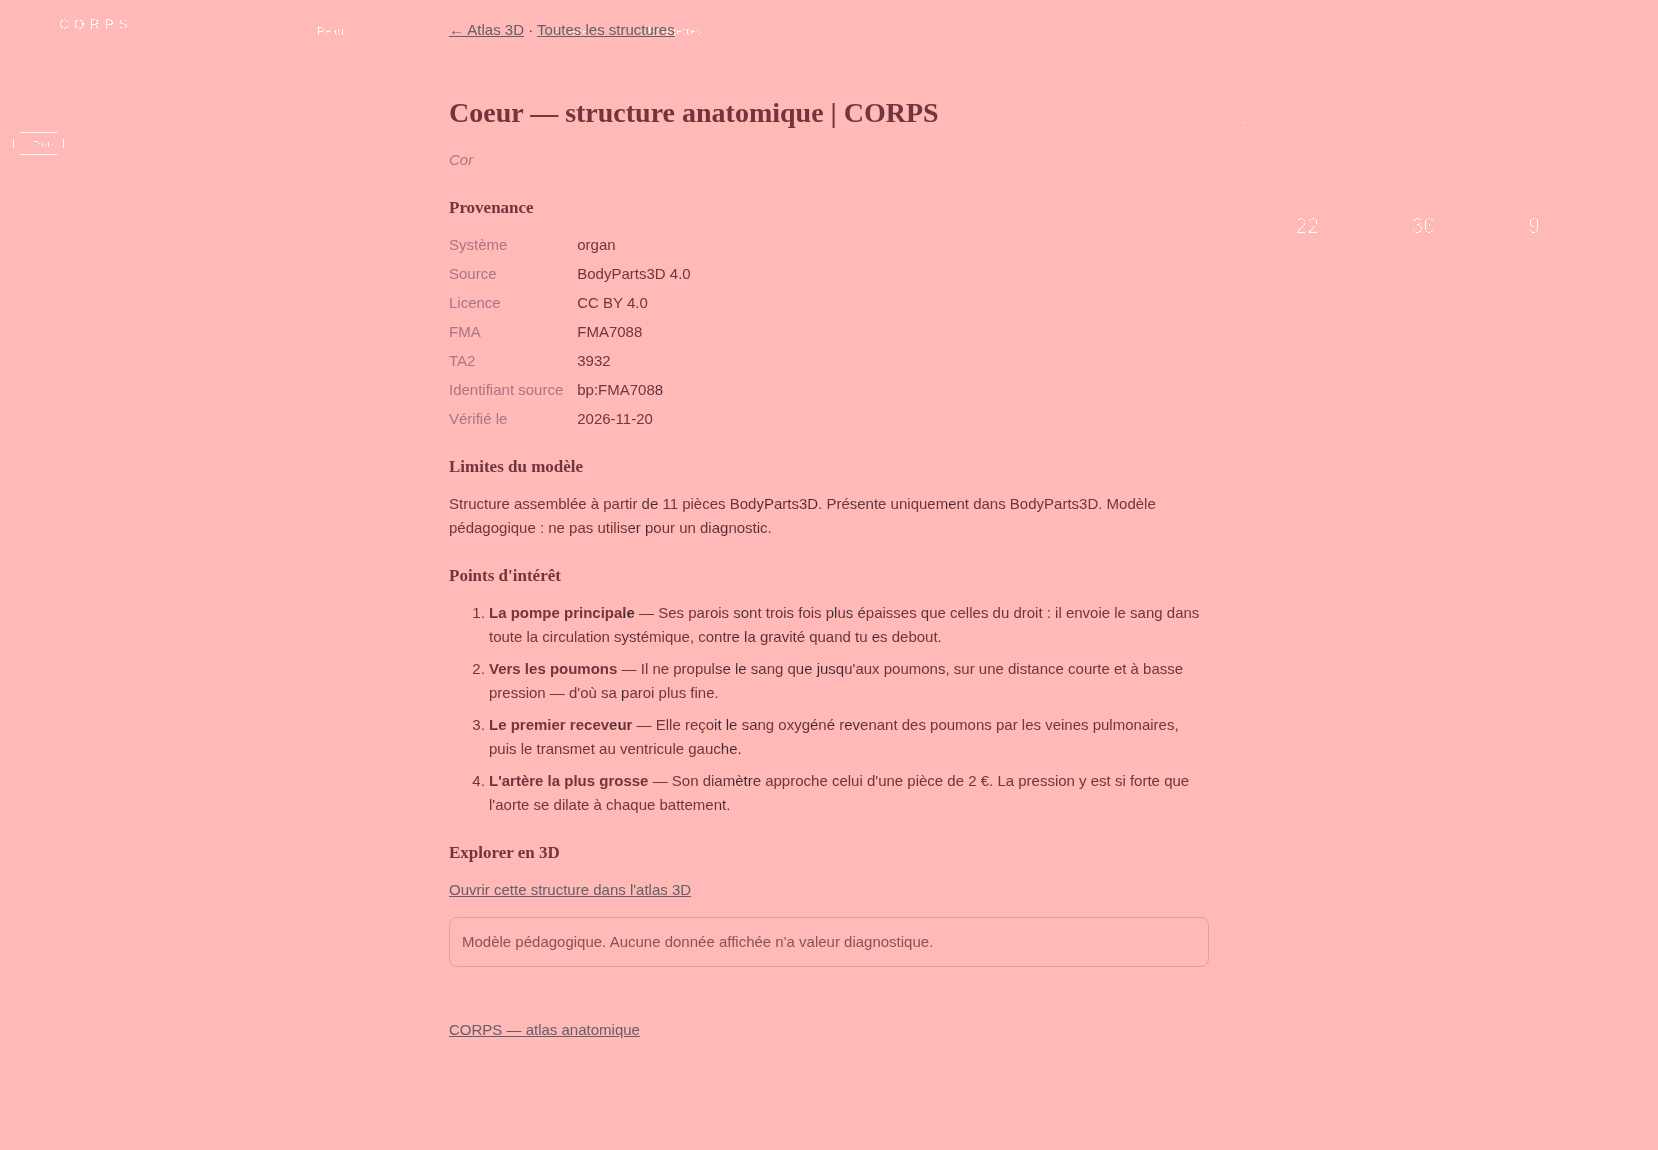 CORPS
← Atlas 3D · Toutes les structures
Coeur — structure anatomique | CORPS
Cor
Provenance
Système organ
Source BodyParts3D 4.0
Licence CC BY 4.0
FMA FMA7088
TA2 3932
Identifiant source bp:FMA7088
Vérifié le 2026-11-20
22 30 9
Limites du modèle
Structure assemblée à partir de 11 pièces BodyParts3D. Présente uniquement dans BodyParts3D. Modèle
pédagogique : ne pas utiliser pour un diagnostic.
Points d'intérêt
1. La pompe principale — Ses parois sont trois fois plus épaisses que celles du droit : il envoie le sang dans
toute la circulation systémique, contre la gravité quand tu es debout.
2. Vers les poumons — Il ne propulse le sang que jusqu'aux poumons, sur une distance courte et à basse
pression — d'où sa paroi plus fine.
3. Le premier receveur — Elle reçoit le sang oxygéné revenant des poumons par les veines pulmonaires,
puis le transmet au ventricule gauche.
4. L'artère la plus grosse — Son diamètre approche celui d'une pièce de 2 €. La pression y est si forte que
l'aorte se dilate à chaque battement.
Explorer en 3D
Ouvrir cette structure dans l'atlas 3D
Modèle pédagogique. Aucune donnée affichée n'a valeur diagnostique.
CORPS — atlas anatomique